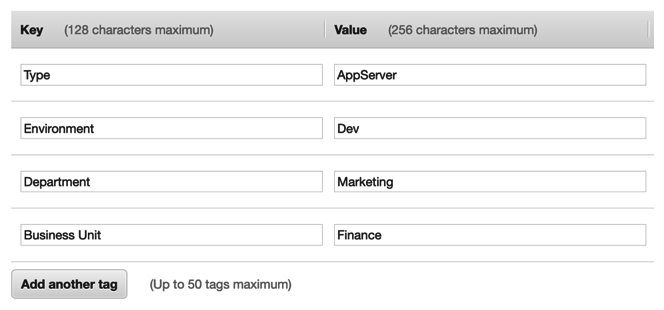 Key (128 characters maximum) Value (256 characters maximum)
Type AppServer
Environment Dev
Department Marketing
Business Unit Finance
Add another tag (Up to 50 tags maximum)